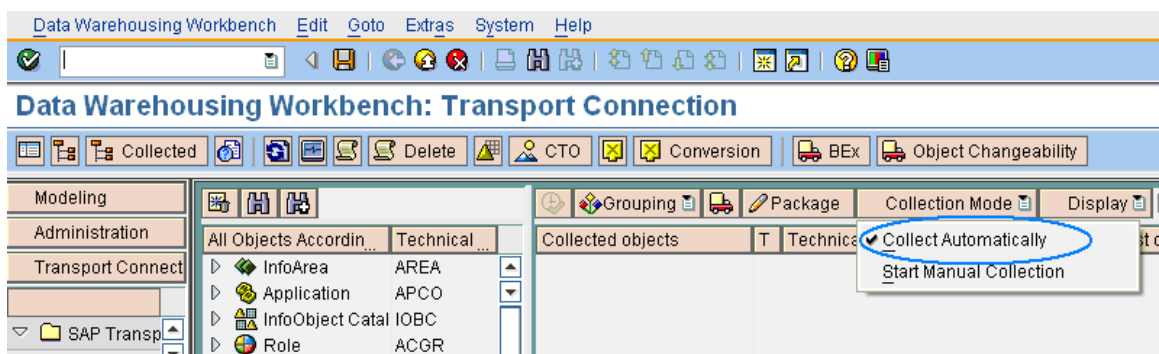 Data Warehousing Workbench Edit Goto Extras System Help
Data Warehousing Workbench: Transport Connection
Collected Delete CTO Conversion BEx Object Changeability
Modeling
Administration
Transport Connect
SAP Transp
All Objects Accordin... Technical ...
InfoArea AREA
Application APCO
InfoObject Catal IOBC
Role ACGR
Grouping Package Collection Mode Display
Collected objects T Technica
Collect Automatically
Start Manual Collection